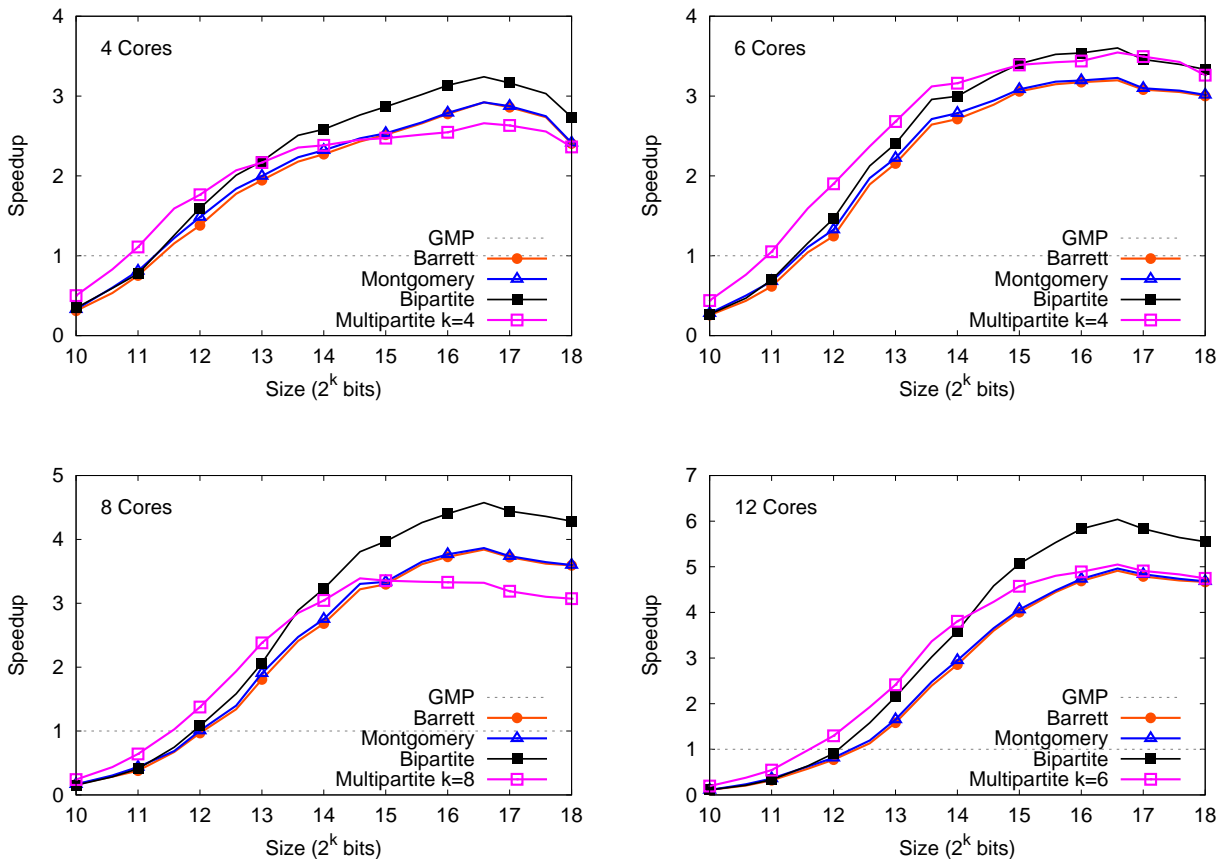 4 Cores
4
3
2
1
0
Speedup
GMP
Barrett
Montgomery
Bipartite
Multipartite k=4
10 11 12 13 14 15 16 17 18
Size (2^k bits)
6 Cores
4
3
2
1
0
Speedup
GMP
Barrett
Montgomery
Bipartite
Multipartite k=4
10 11 12 13 14 15 16 17 18
Size (2^k bits)
8 Cores
5
4
3
2
1
0
Speedup
GMP
Barrett
Montgomery
Bipartite
Multipartite k=8
10 11 12 13 14 15 16 17 18
Size (2^k bits)
12 Cores
7
6
5
4
3
2
1
0
Speedup
GMP
Barrett
Montgomery
Bipartite
Multipartite k=6
10 11 12 13 14 15 16 17 18
Size (2^k bits)